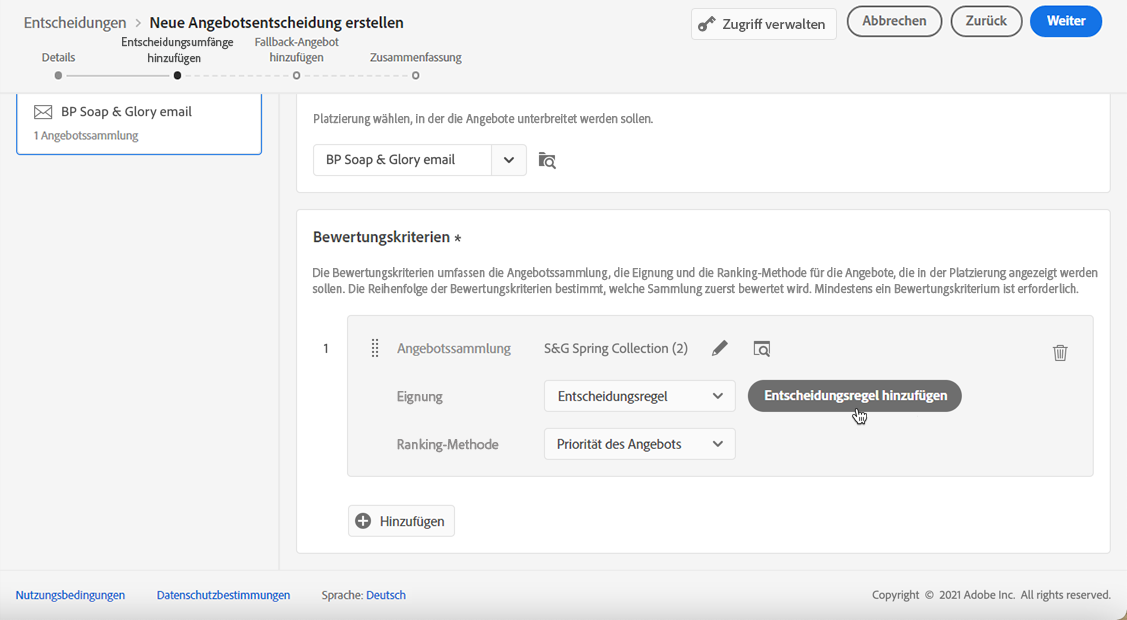 Entscheidungen > Neue Angebotsentscheidung erstellen
Zugriff verwalten
Abbrechen
Zurück
Weiter
Details
Entscheidungsumfänge
hinzufügen
Fallback-Angebot
hinzufügen
Zusammenfassung
BP Soap & Glory email
1 Angebotssammlung
Platzierung wählen, in der die Angebote unterbreitet werden sollen.
BP Soap & Glory email
Bewertungskriterien *
Die Bewertungskriterien umfassen die Angebotssammlung, die Eignung und die Ranking-Methode für die Angebote, die in der Platzierung angezeigt werden
sollen. Die Reihenfolge der Bewertungskriterien bestimmt, welche Sammlung zuerst bewertet wird. Mindestens ein Bewertungskriterium ist erforderlich.
1 Angebotssammlung S&G Spring Collection (2)
Eignung Entscheidungsregel Entscheidungsregel hinzufügen
Ranking-Methode Priorität des Angebots
Hinzufügen
Nutzungsbedingungen Datenschutzbestimmungen Sprache: Deutsch Copyright © 2021 Adobe Inc. All rights reserved.